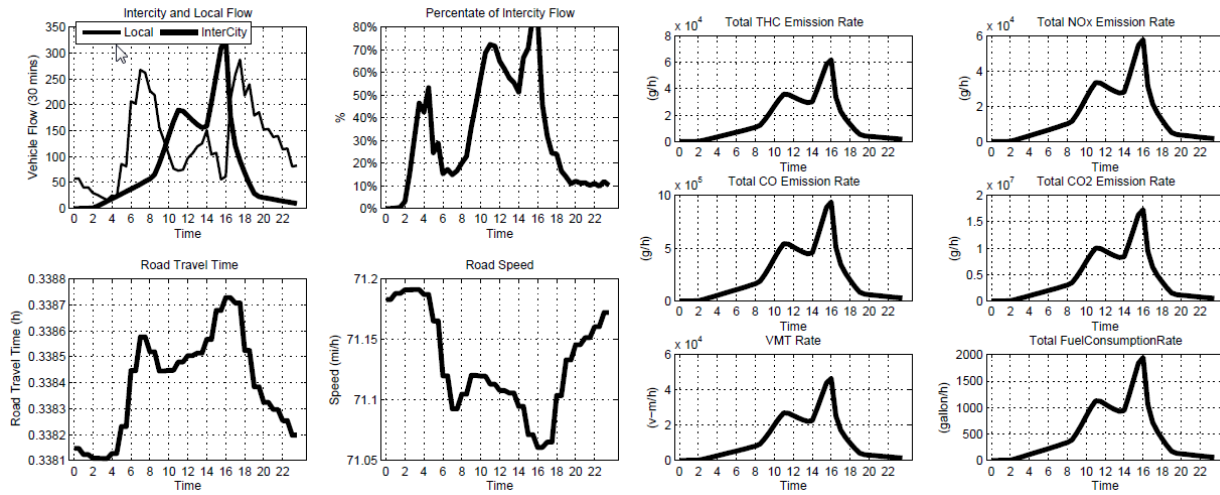 Intercity and Local Flow
Local InterCity
Vehicle Flow (30 mins)
350
300
250
200
150
100
50
0
0 2 4 6 8 10 12 14 16 18 20 22
Time
Percentate of Intercity Flow
%
80%
70%
60%
50%
40%
30%
20%
10%
0%
0 2 4 6 8 10 12 14 16 18 20 22
Time
Total THC Emission Rate
x 10^4
(g/h)
8
6
4
2
0
0 2 4 6 8 10 12 14 16 18 20 22
Time
Total NOx Emission Rate
x 10^4
(g/h)
6
4
2
0
0 2 4 6 8 10 12 14 16 18 20 22
Time
Total CO Emission Rate
x 10^5
(g/h)
10
5
0
0 2 4 6 8 10 12 14 16 18 20 22
Time
Total CO2 Emission Rate
x 10^7
(g/h)
2
1.5
1
0.5
0
0 2 4 6 8 10 12 14 16 18 20 22
Time
Road Travel Time
Road Travel Time (h)
0.3388
0.3387
0.3386
0.3385
0.3384
0.3383
0.3382
0.3381
0 2 4 6 8 10 12 14 16 18 20 22
Time
Road Speed
Speed (mi/h)
71.2
71.15
71.1
71.05
0 2 4 6 8 10 12 14 16 18 20 22
Time
VMT Rate
x 10^4
(v-m/h)
6
4
2
0
0 2 4 6 8 10 12 14 16 18 20 22
Time
Total FuelConsumptionRate
(gallon/h)
2000
1500
1000
500
0
0 2 4 6 8 10 12 14 16 18 20 22
Time